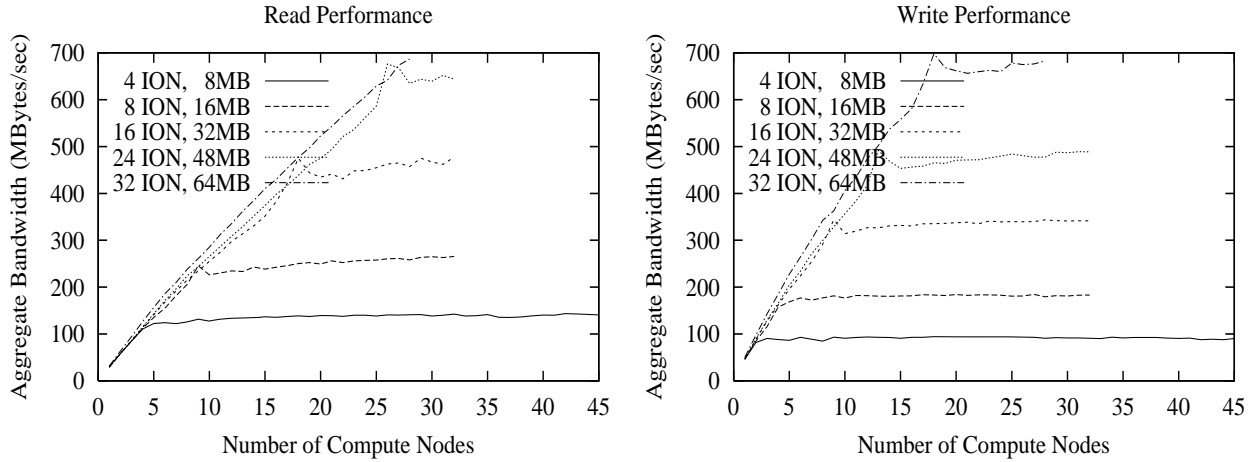 Read Performance
Aggregate Bandwidth (MBytes/sec)
700
600
500
400
300
200
100
0
4 ION, 8MB
8 ION, 16MB
16 ION, 32MB
24 ION, 48MB
32 ION, 64MB
0 5 10 15 20 25 30 35 40 45
Number of Compute Nodes
Write Performance
Aggregate Bandwidth (MBytes/sec)
700
600
500
400
300
200
100
0
4 ION, 8MB
8 ION, 16MB
16 ION, 32MB
24 ION, 48MB
32 ION, 64MB
0 5 10 15 20 25 30 35 40 45
Number of Compute Nodes